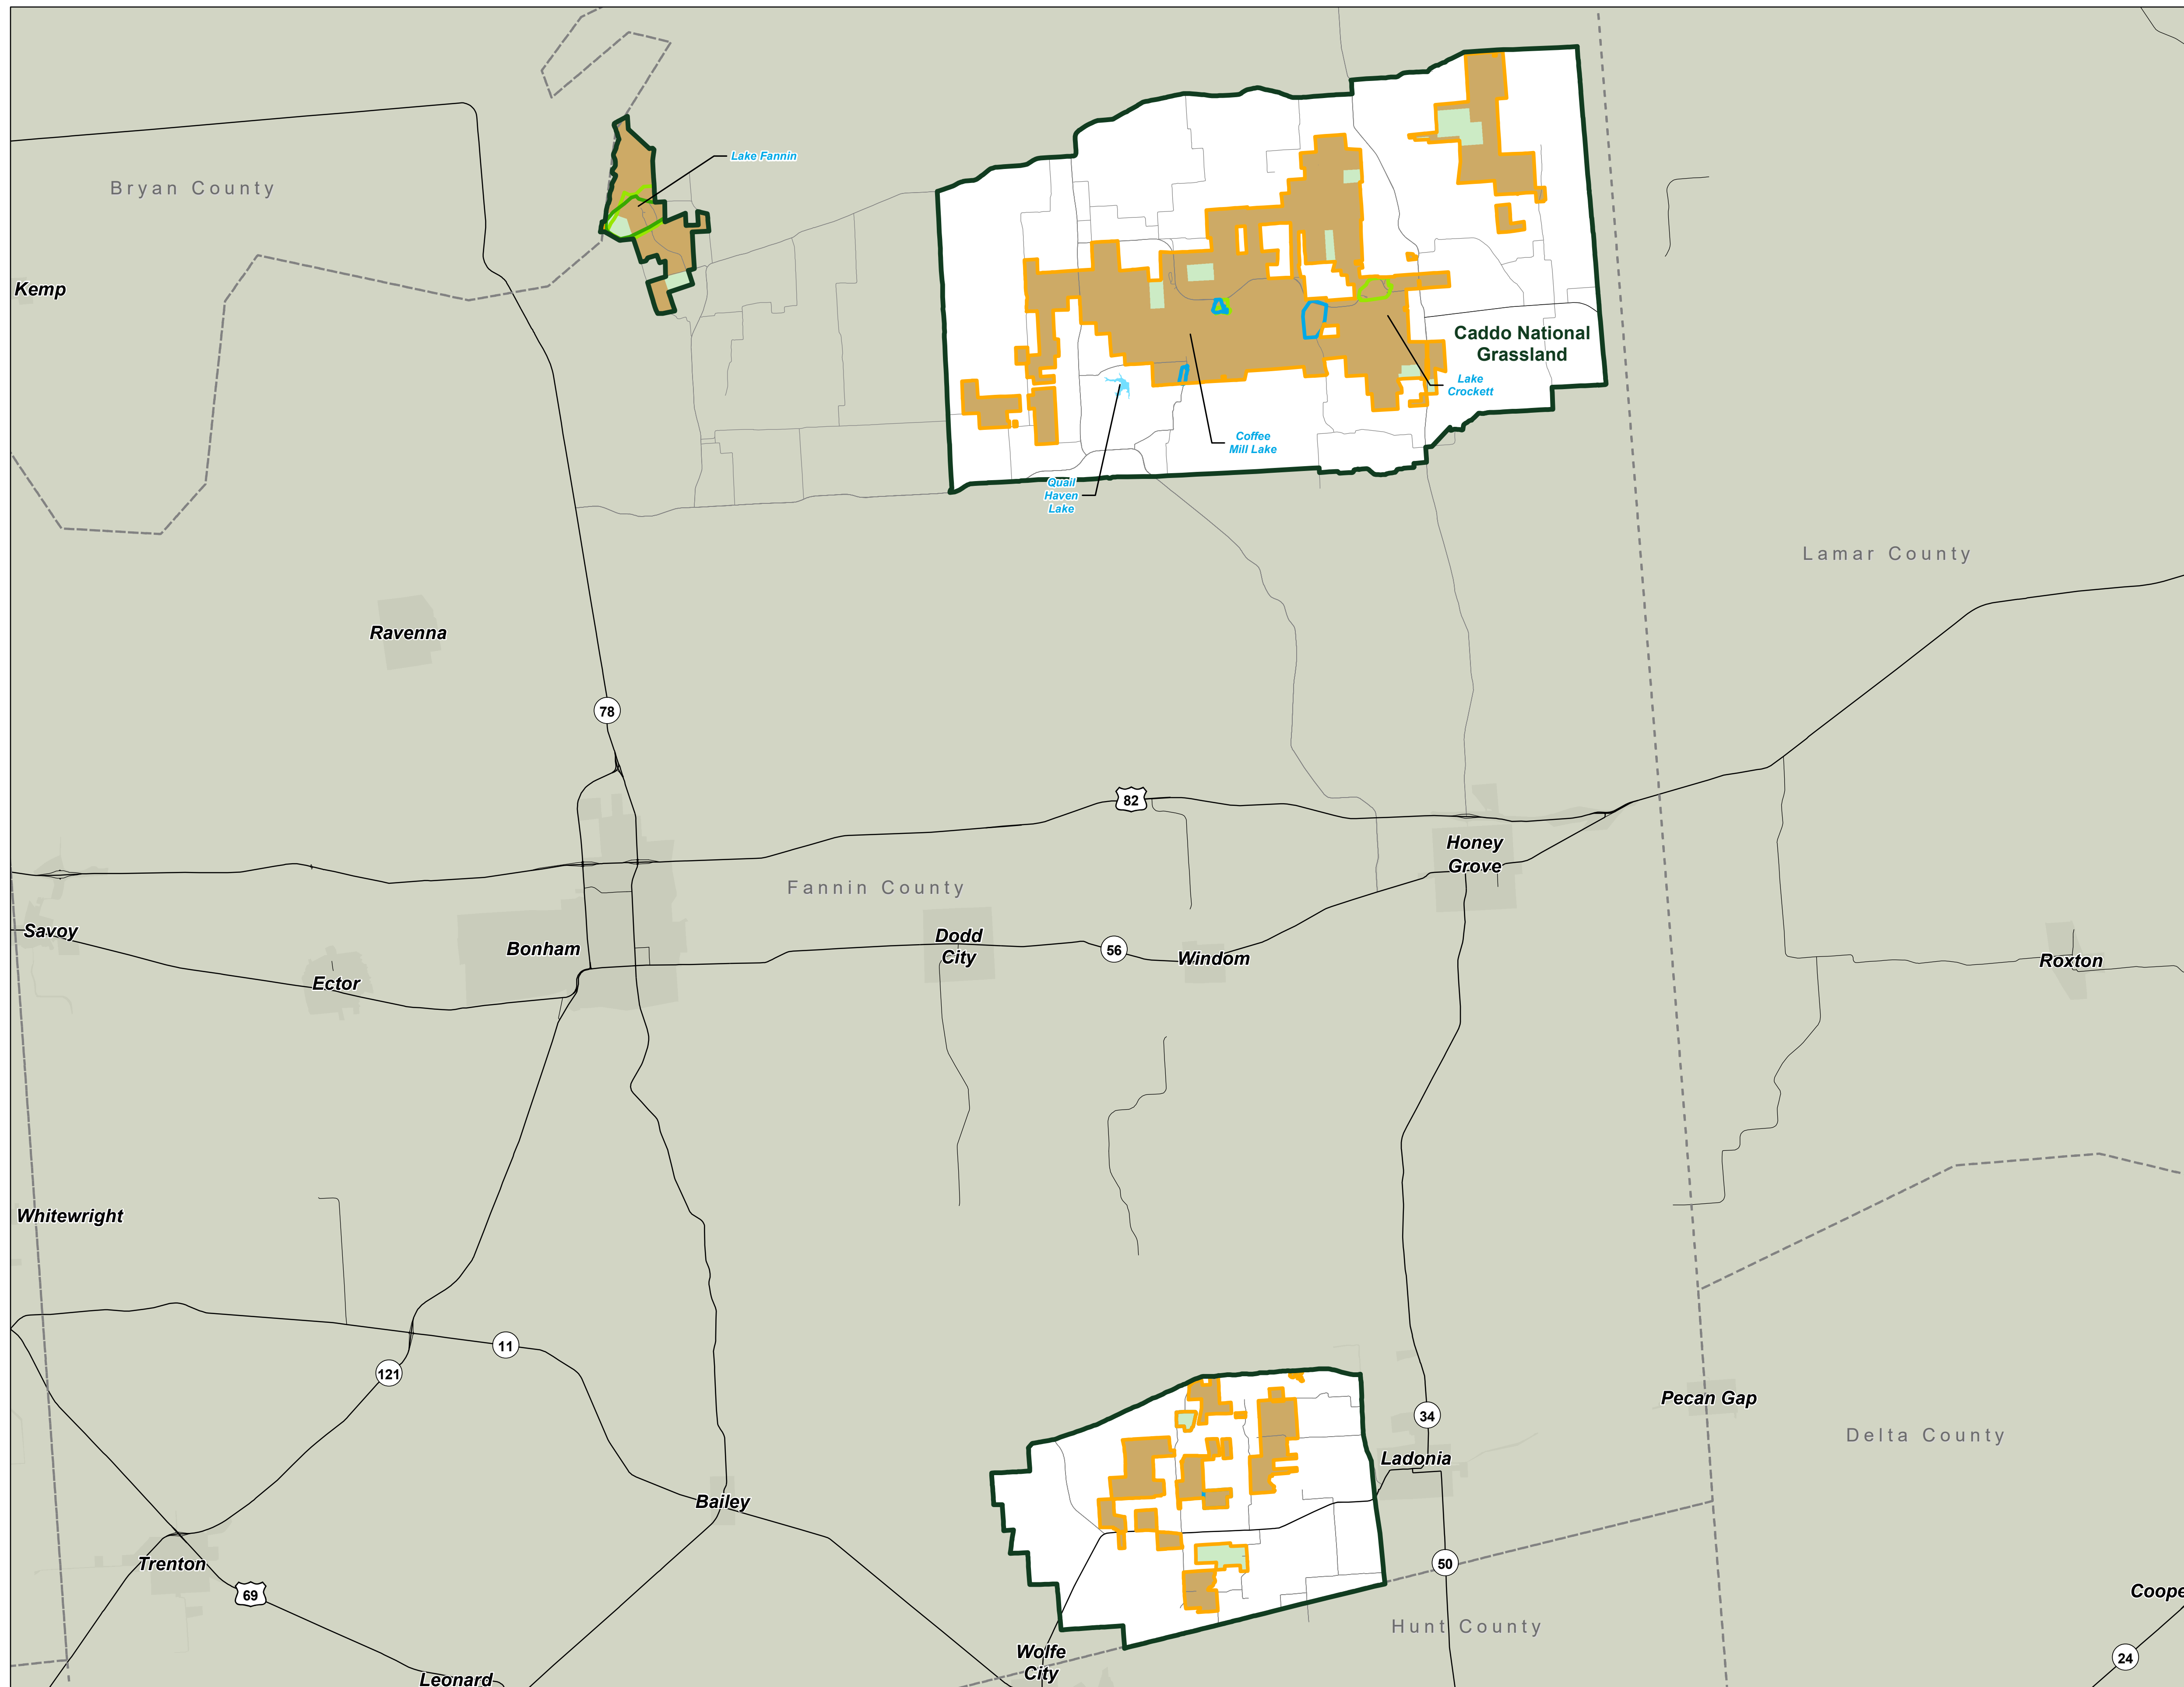 Lake Fannin
Bryan County
Kemp
Caddo National
Grassland
Lake
Crockett
Coffee
Mill Lake
Quail
Haven
Lake
Lamar County
Ravenna
78
82
Honey
Grove
Fannin County
Savoy
Bonham
Dodd
City
56
Windom
Roxton
Ector
Whitewright
11
121
Pecan Gap
34
Delta County
Ladonia
Bailey
Trenton
50
69
Coope
Hunt County
Wolfe
City
24
Leonard